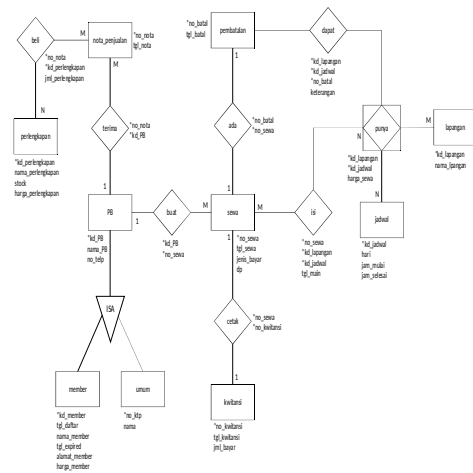 beli
*no_nota
*kd_perlengkapan
jml_perlengkapan
M
nota_penjualan
*no_nota
tgl_nota
M
N
perlengkapan
*kd_perlengkapan
nama_perlengkapan
stock
harga_perlengkapan
terima
*no_nota
*kd_PB
1
PB
*kd_PB
nama_PB
no_telp
1
buat
*kd_PB
*no_sewa
M
ISA
member
*kd_member
tgl_daftar
nama_member
tgl_expired
alamat_member
harga_member
umum
*no_ktp
nama
pembatalan
*no_batal
tgl_batal
1
ada
*no_batal
*no_sewa
1
sewa
*no_sewa
tgl_sewa
jenis_bayar
dp
M
1
cetak
*no_sewa
*no_kwitansi
1
kwitansi
*no_kwitansi
tgl_kwitansi
jml_bayar
dapat
*kd_lapangan
*kd_jadwal
*no_batal
keterangan
isi
*no_sewa
*kd_lapangan
*kd_jadwal
tgl_main
N
punya
*kd_lapangan
*kd_jadwal
harga_sewa
M
lapangan
*kd_lapangan
nama_lpangan
N
jadwal
*kd_jadwal
hari
jam_mulai
jam_selesai